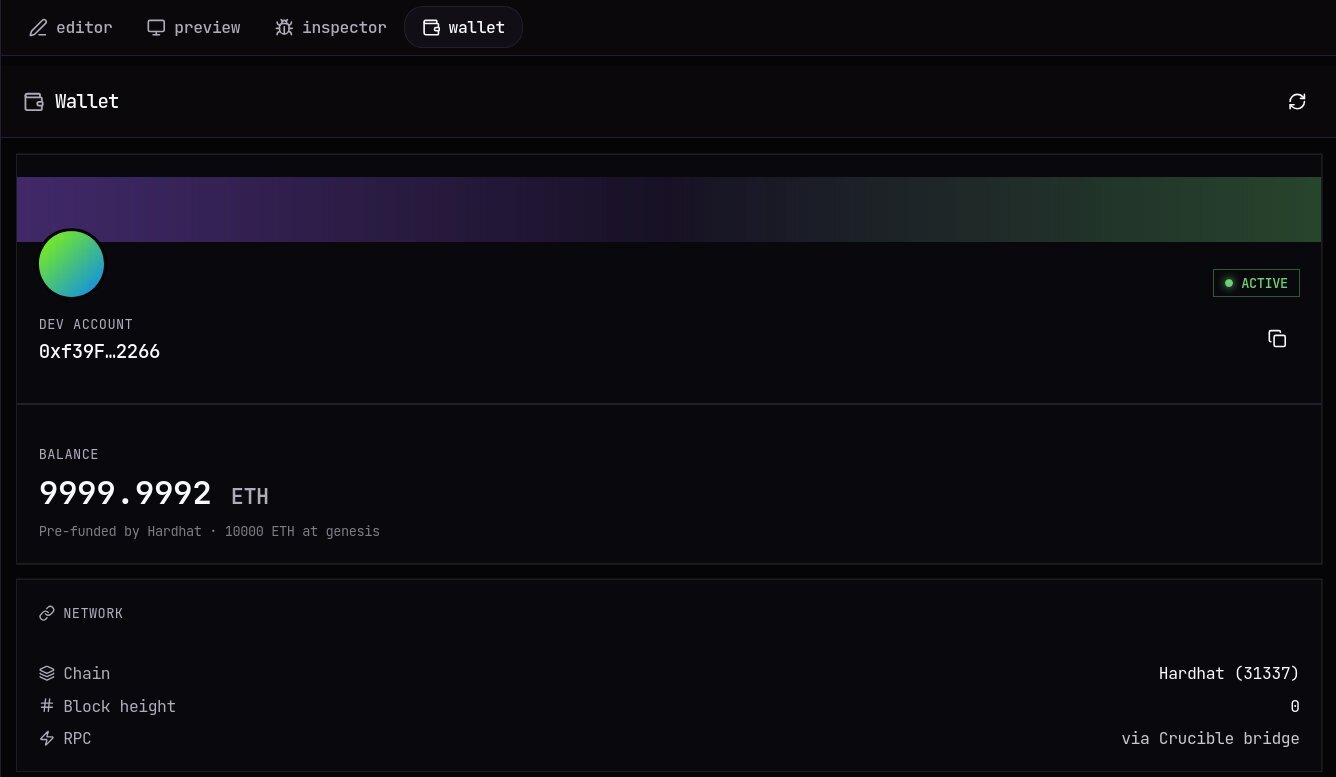 editor preview inspector wallet
Wallet
ACTIVE
DEV ACCOUNT
0xf39F…2266
BALANCE
9999.9992 ETH
Pre-funded by Hardhat · 10000 ETH at genesis
NETWORK
Chain Hardhat (31337)
Block height 0
RPC via Crucible bridge